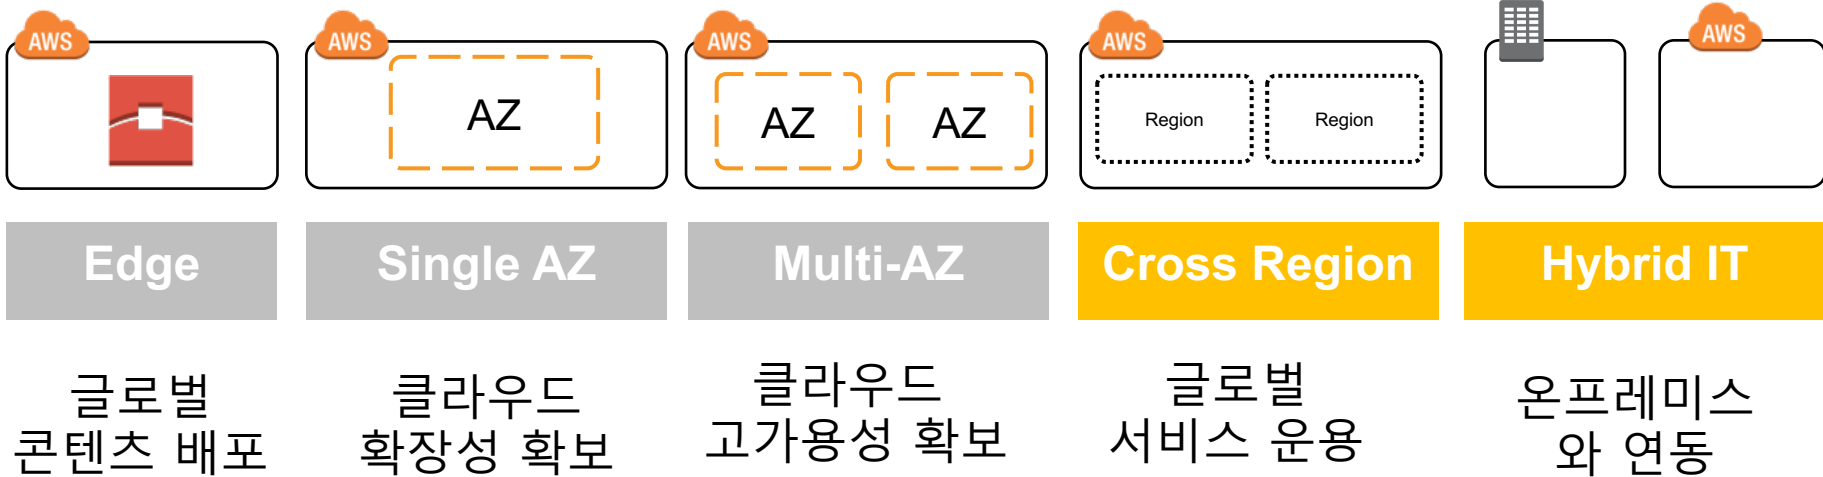 AWS
AWS
AWS
AWS
AWS
AZ
AZ
AZ
Region
Region
Edge
Single AZ
Multi-AZ
Cross Region
Hybrid IT
글로벌
콘텐츠 배포
클라우드
확장성 확보
클라우드
고가용성 확보
글로벌
서비스 운용
온프레미스
와 연동